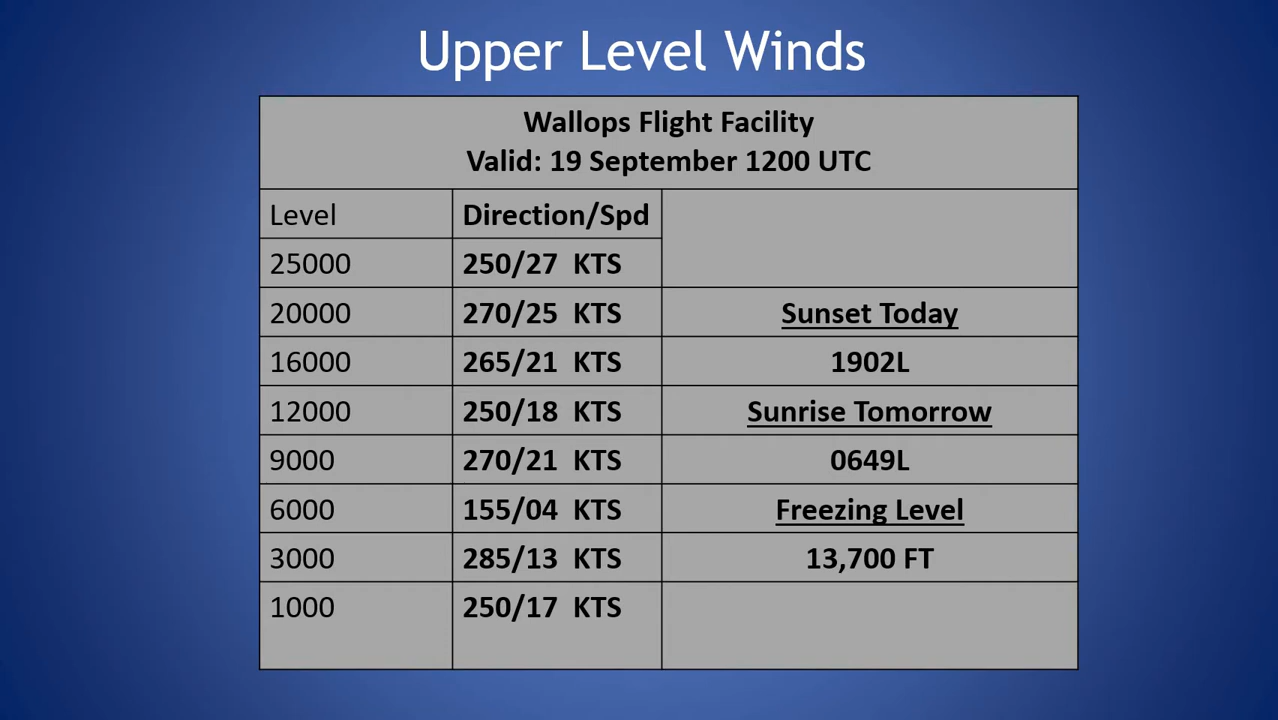 Upper Level Winds
Wallops Flight Facility
Valid: 19 September 1200 UTC
Level Direction/Spd
25000 250/27 KTS
20000 270/25 KTS Sunset Today
16000 265/21 KTS 1902L
12000 250/18 KTS Sunrise Tomorrow
9000 270/21 KTS 0649L
6000 155/04 KTS Freezing Level
3000 285/13 KTS 13,700 FT
1000 250/17 KTS